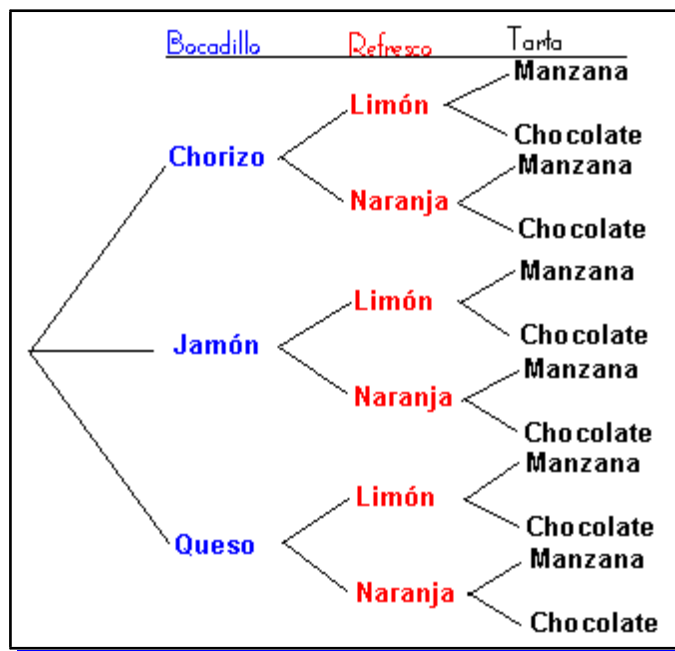 Bocadillo Refresco Tarta
Manzana
Limón
Chocolate
Chorizo
Manzana
Naranja
Chocolate
Manzana
Limón
Chocolate
Jamón
Manzana
Naranja
Chocolate
Manzana
Limón
Chocolate
Queso
Manzana
Naranja
Chocolate